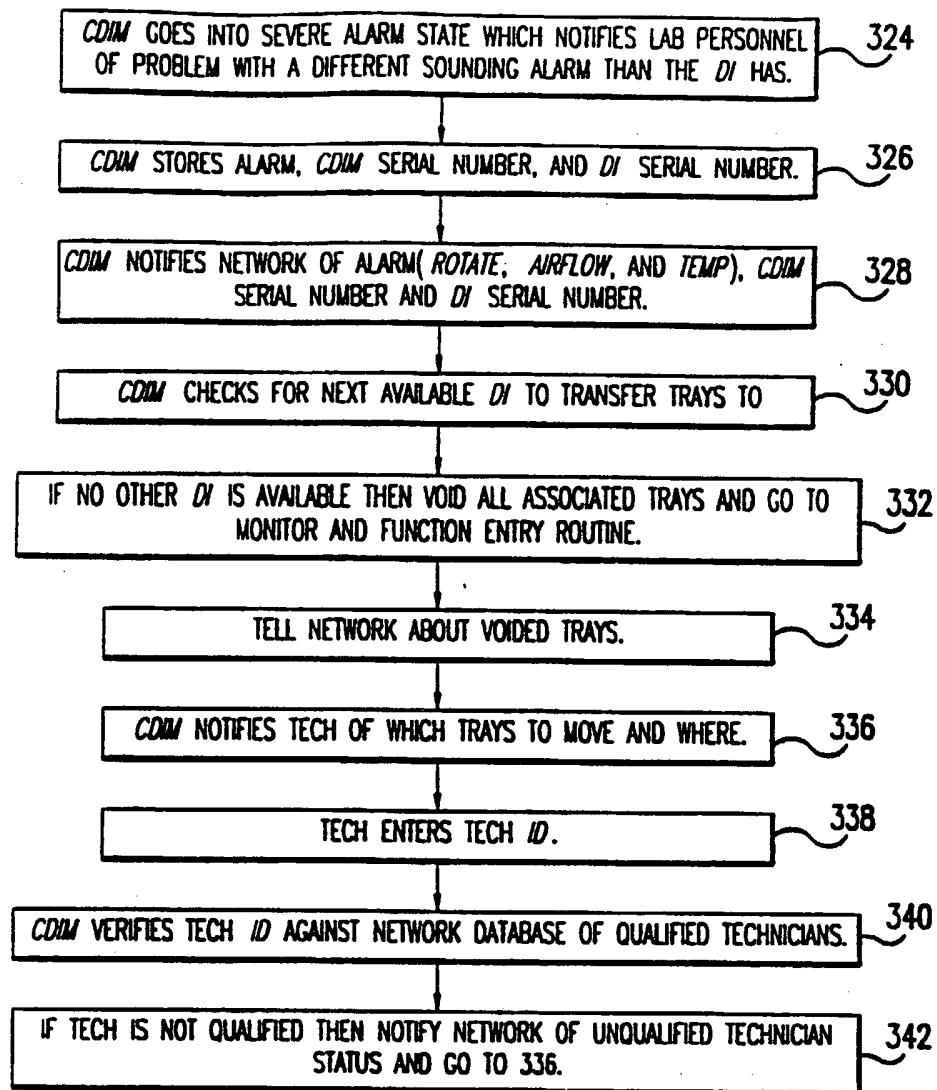 CDIM GOES INTO SEVERE ALARM STATE WHICH NOTIFIES LAB PERSONNEL
OF PROBLEM WITH A DIFFERENT SOUNDING ALARM THAN THE DI HAS.
324
CDIM STORES ALARM, CDIM SERIAL NUMBER, AND DI SERIAL NUMBER.
326
CDIM NOTIFIES NETWORK OF ALARM( ROTATE, AIRFLOW, AND TEMP), CDIM
SERIAL NUMBER AND DI SERIAL NUMBER.
328
CDIM CHECKS FOR NEXT AVAILABLE DI TO TRANSFER TRAYS TO
330
IF NO OTHER DI IS AVAILABLE THEN VOID ALL ASSOCIATED TRAYS AND GO TO
MONITOR AND FUNCTION ENTRY ROUTINE.
332
TELL NETWORK ABOUT VOIDED TRAYS.
334
CDIM NOTIFIES TECH OF WHICH TRAYS TO MOVE AND WHERE.
336
TECH ENTERS TECH ID.
338
CDIM VERIFIES TECH ID AGAINST NETWORK DATABASE OF QUALIFIED TECHNICIANS.
340
IF TECH IS NOT QUALIFIED THEN NOTIFY NETWORK OF UNQUALIFIED TECHNICIAN
STATUS AND GO TO 336.
342